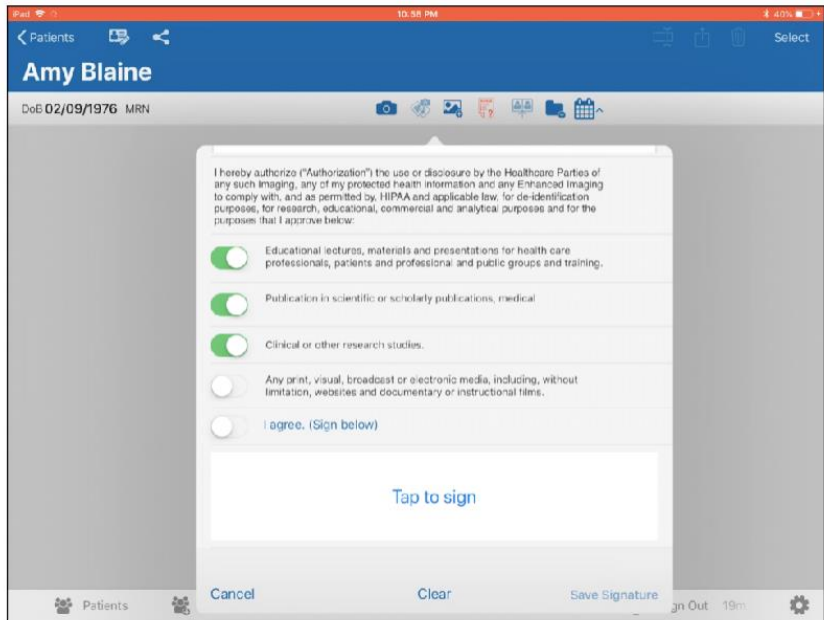 iPad
10:58 PM
40%
Patients
Select
Amy Blaine
DoB 02/09/1976 MRN
I hereby authorize ("Authorization") the use or disclosure by the Healthcare Parties of
any such Imaging, any of my protected health information and any Enhanced Imaging
to comply with, and as permitted by, HIPAA and applicable law, for de-identification
purposes, for research, educational, commercial and analytical purposes and for the
purposes that I approve below:
Educational lectures, materials and presentations for health care
professionals, patients and professional and public groups and training.
Publication in scientific or scholarly publications, medical
Clinical or other research studies.
Any print, visual, broadcast or electronic media, including, without
limitation, websites and documentary or instructional films.
I agree. (Sign below)
Tap to sign
Cancel
Clear
Save Signature
Patients
gn Out 19m